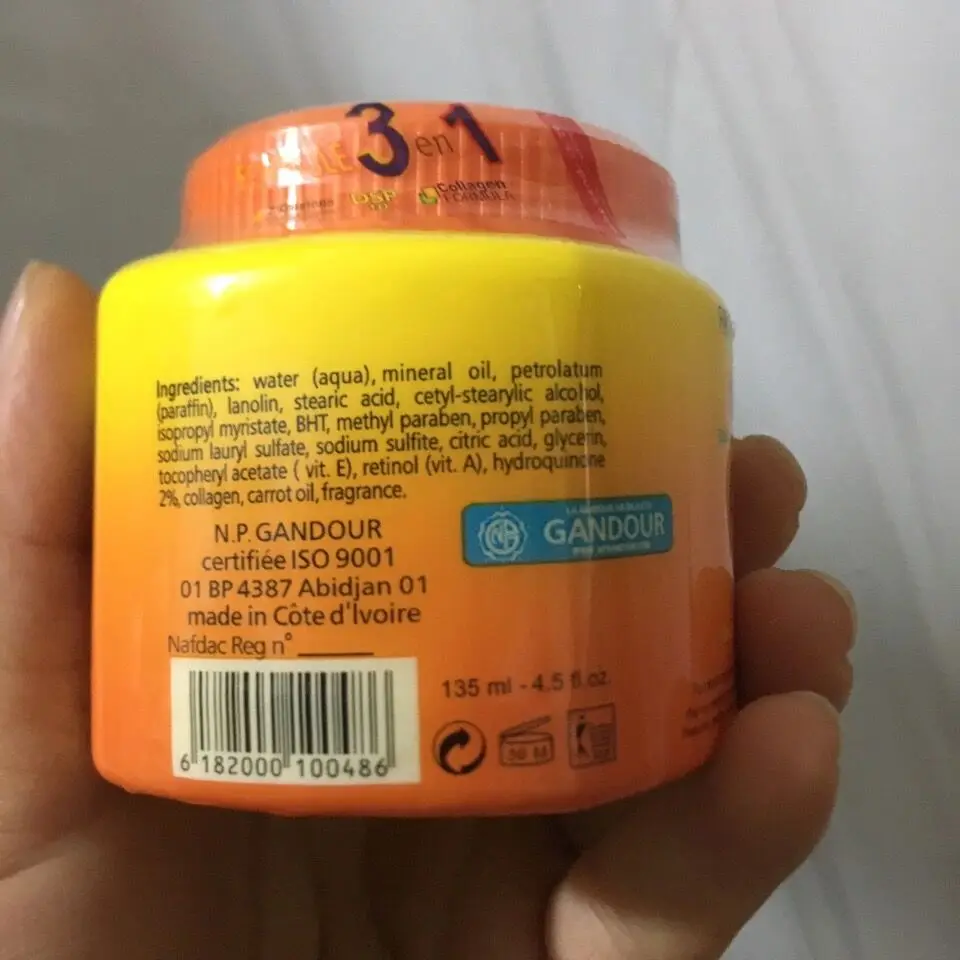 3 en 1
DSP
Collagen
FORMULA
Ingredients: water (aqua), mineral oil, petrolatum
(paraffin), lanolin, stearic acid, cetyl-stearylic alcohol,
isopropyl myristate, BHT, methyl paraben, propyl paraben,
sodium lauryl sulfate, sodium sulfite, citric acid, glycerin,
tocopheryl acetate ( vit. E), retinol (vit. A), hydroquinone
2%, collagen, carrot oil, fragrance.
N.P. GANDOUR
certifiée ISO 9001
01 BP 4387 Abidjan 01
made in Côte d'Ivoire
Nafdac Reg n° ______
GANDOUR
135 ml - 4.5 fl oz.
6 182000 100486